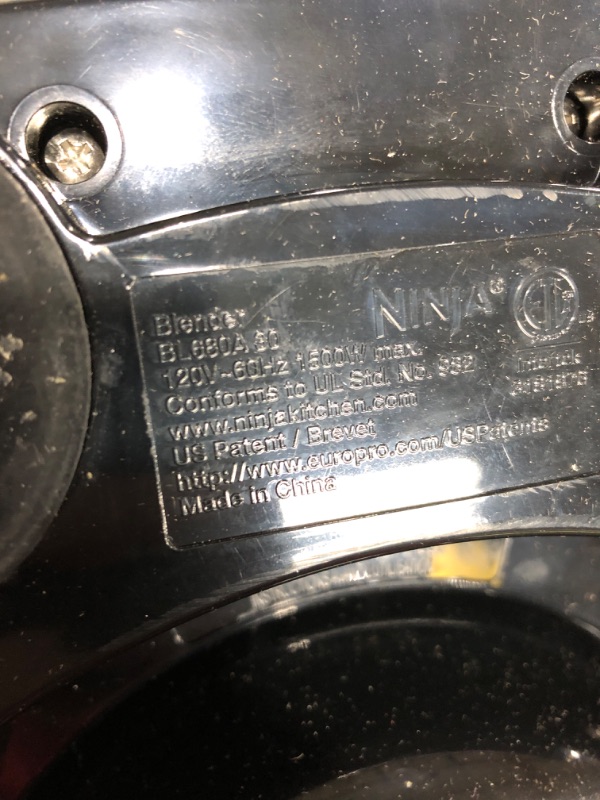 NINJA®
Blender
BL680A 30
120V~60Hz 1500W max.
Conforms to UL Std. No. 982
www.ninjakitchen.com
US Patent / Brevet
http://www.europro.com/USPatents
Made in China